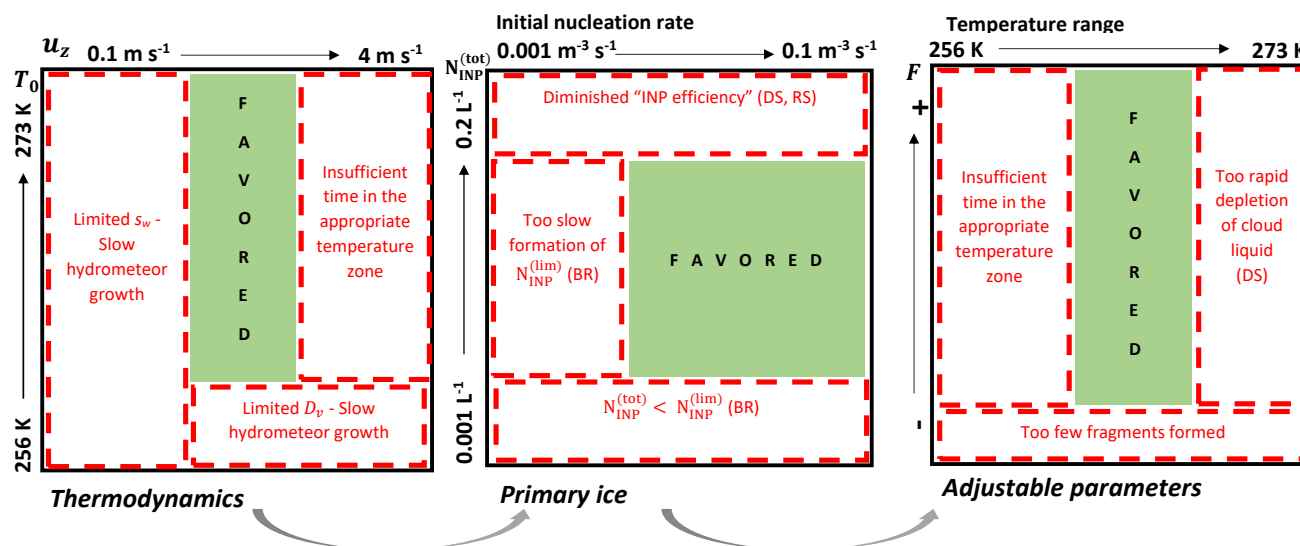 u_z 0.1 m s⁻¹ 4 m s⁻¹
T₀
273 K
256 K
F
A
V
O
R
E
D
Limited s_w -
Slow
hydrometeor
growth
Insufficient
time in the
appropriate
temperature
zone
Limited D_v - Slow
hydrometeor growth
Thermodynamics
Initial nucleation rate
0.001 m⁻³ s⁻¹ 0.1 m⁻³ s⁻¹
N_INP^(tot)
0.2 L⁻¹
0.001 L⁻¹
Diminished “INP efficiency” (DS, RS)
Too slow
formation of
N_INP^(lim) (BR)
F A V O R E D
N_INP^(tot) < N_INP^(lim) (BR)
Primary ice
Temperature range
256 K 273 K
F
+
-
Insufficient
time in the
appropriate
temperature
zone
F
A
V
O
R
E
D
Too rapid
depletion
of cloud
liquid
(DS)
Too few fragments formed
Adjustable parameters